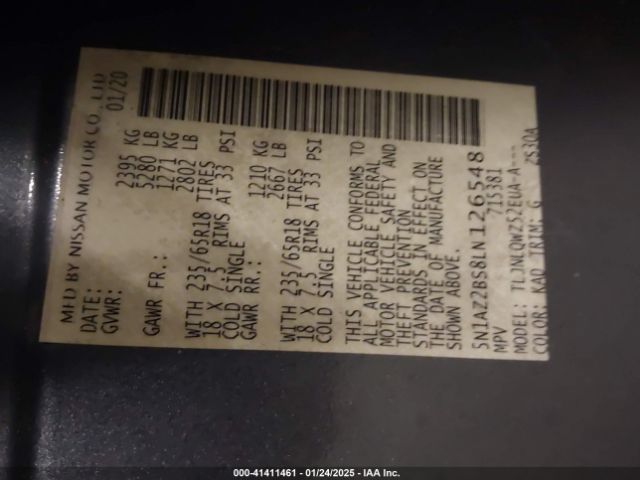 MFD BY NISSAN MOTOR CO., LTD
DATE: 01/20
GVWR: 2395 KG
5280 LB
GAWR FR.: 1271 KG
2802 LB
WITH 235/65R18 TIRES
18 X 7.5 RIMS AT 33 PSI
COLD SINGLE
GAWR RR.: 1210 KG
2667 LB
WITH 235/65R18 TIRES
18 X 7.5 RIMS AT 33 PSI
COLD SINGLE
THIS VEHICLE CONFORMS TO
ALL APPLICABLE FEDERAL
MOTOR VEHICLE SAFETY AND
THEFT PREVENTION
STANDARDS IN EFFECT ON
THE DATE OF MANUFACTURE
SHOWN ABOVE.
5N1AZ2BS8LN126548
MPV 715381
MODEL: TLJNLQWZ52EUA-A---
COLOR: KAD TRIM: G 2S30A
000-41411461 - 01/24/2025 - IAA Inc.